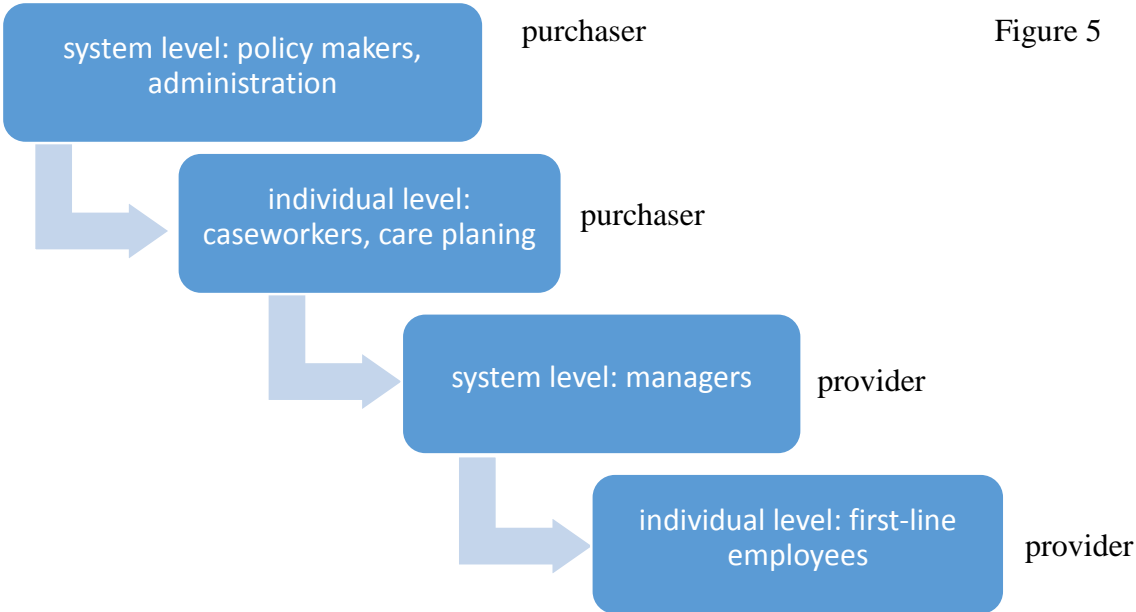 system level: policy makers,
administration
purchaser
Figure 5
individual level:
caseworkers, care planing
purchaser
system level: managers
provider
individual level: first-line
employees
provider